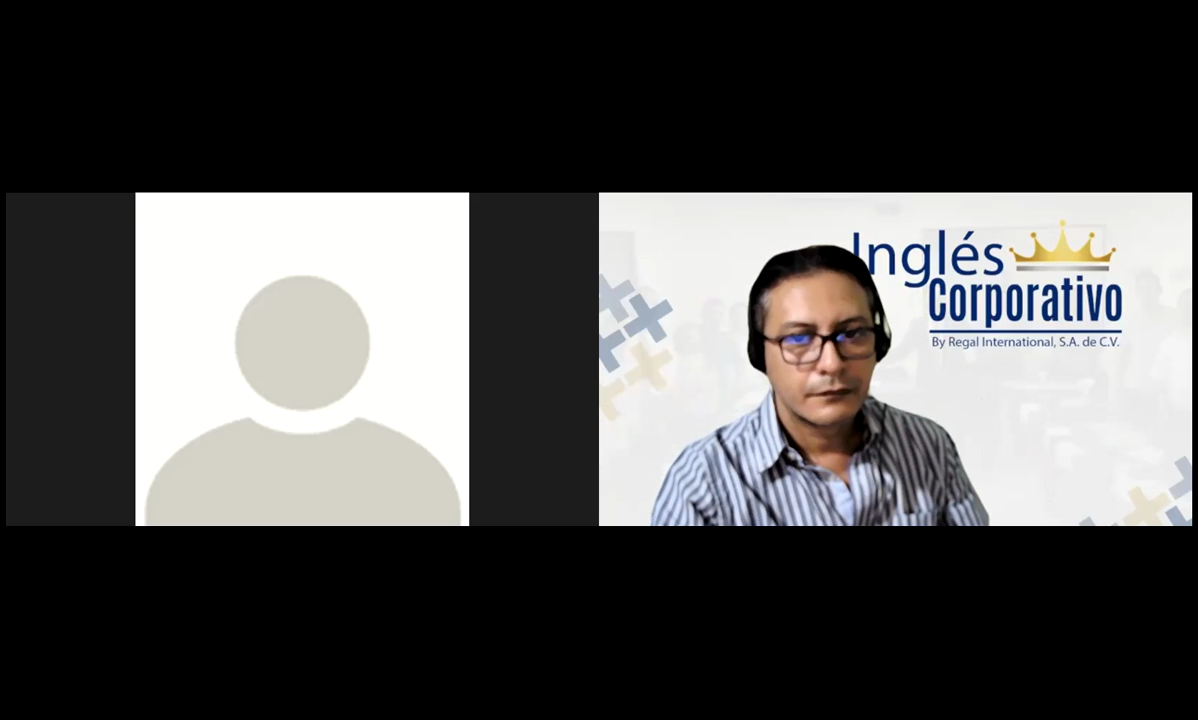 Inglés
Corporativo
By Regal International, S.A. de C.V.